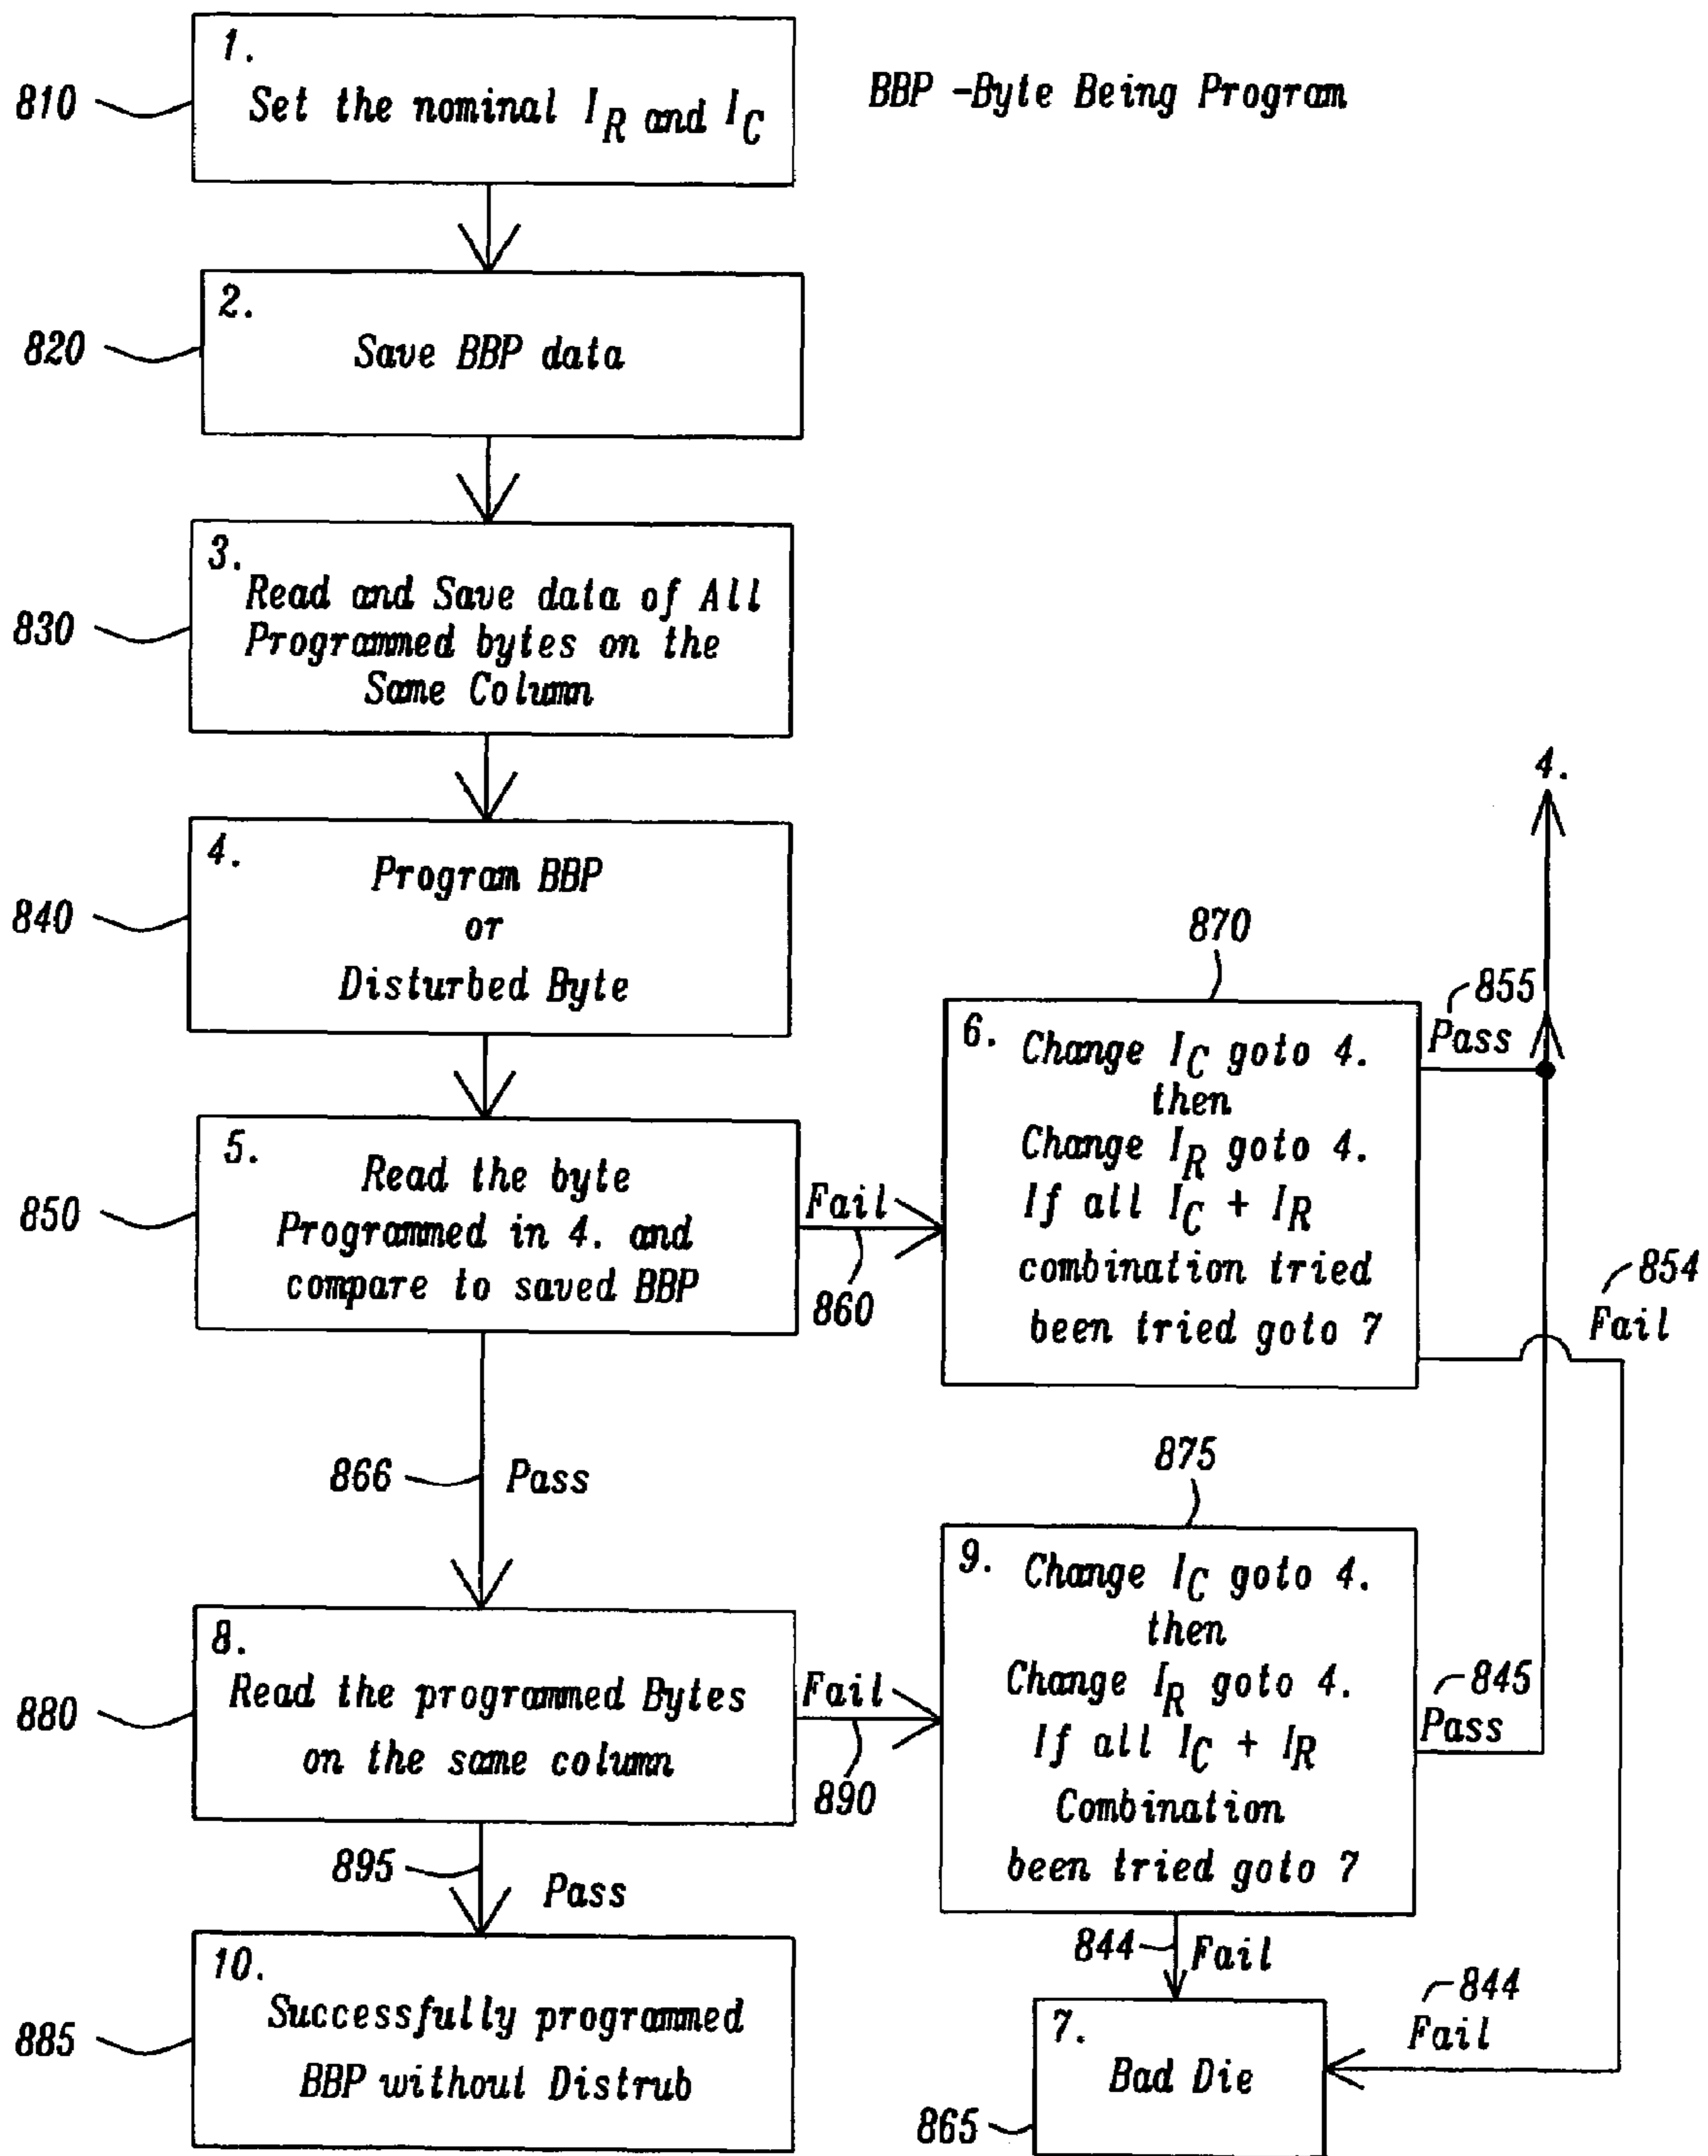 1.
810
Set the nominal I_R and I_C
BBP -Byte Being Program
2.
820
Save BBP data
3.
830
Read and Save data of All
Programmed bytes on the
Same Column
4.
840
Program BBP
or
Disturbed Byte
5.
850
Read the byte
Programmed in 4. and
compare to saved BBP
Fail
860
866
Pass
4.
870
6.
Change I_C goto 4.
then
Change I_R goto 4.
If all I_C + I_R
combination tried
been tried goto 7
855
Pass
854
Fail
8.
880
Read the programmed Bytes
on the same column
Fail
890
895
Pass
875
9.
Change I_C goto 4.
then
Change I_R goto 4.
If all I_C + I_R
Combination
been tried goto 7
845
Pass
844
Fail
844
Fail
10.
885
Successfully programmed
BBP without Distrub
7.
Bad Die
865